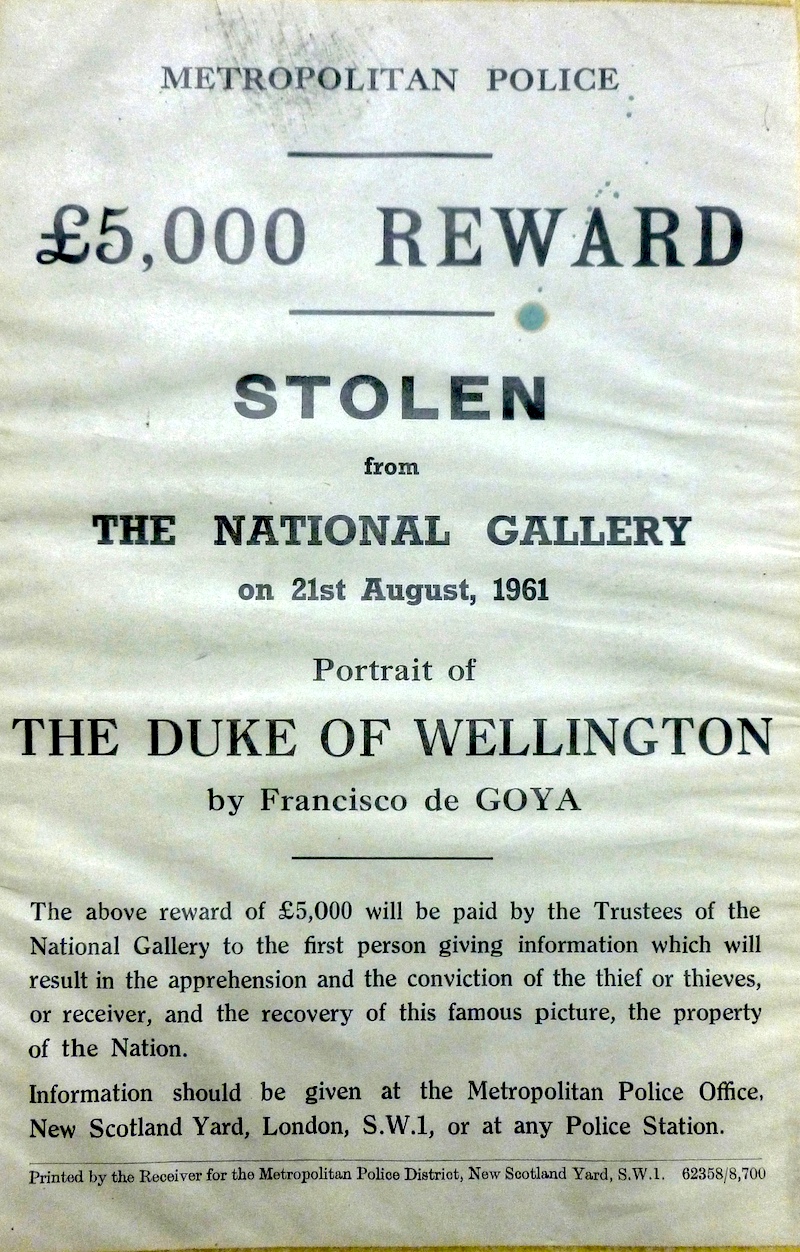 METROPOLITAN POLICE
£5,000 REWARD
STOLEN
from
THE NATIONAL GALLERY
on 21st August, 1961
Portrait of
THE DUKE OF WELLINGTON
by Francisco de GOYA
The above reward of £5,000 will be paid by the Trustees of the
National Gallery to the first person giving information which will
result in the apprehension and the conviction of the thief or thieves,
or receiver, and the recovery of this famous picture, the property
of the Nation.
Information should be given at the Metropolitan Police Office,
New Scotland Yard, London, S.W.1, or at any Police Station.
Printed by the Receiver for the Metropolitan Police District, New Scotland Yard, S.W.1. 62358/8,700